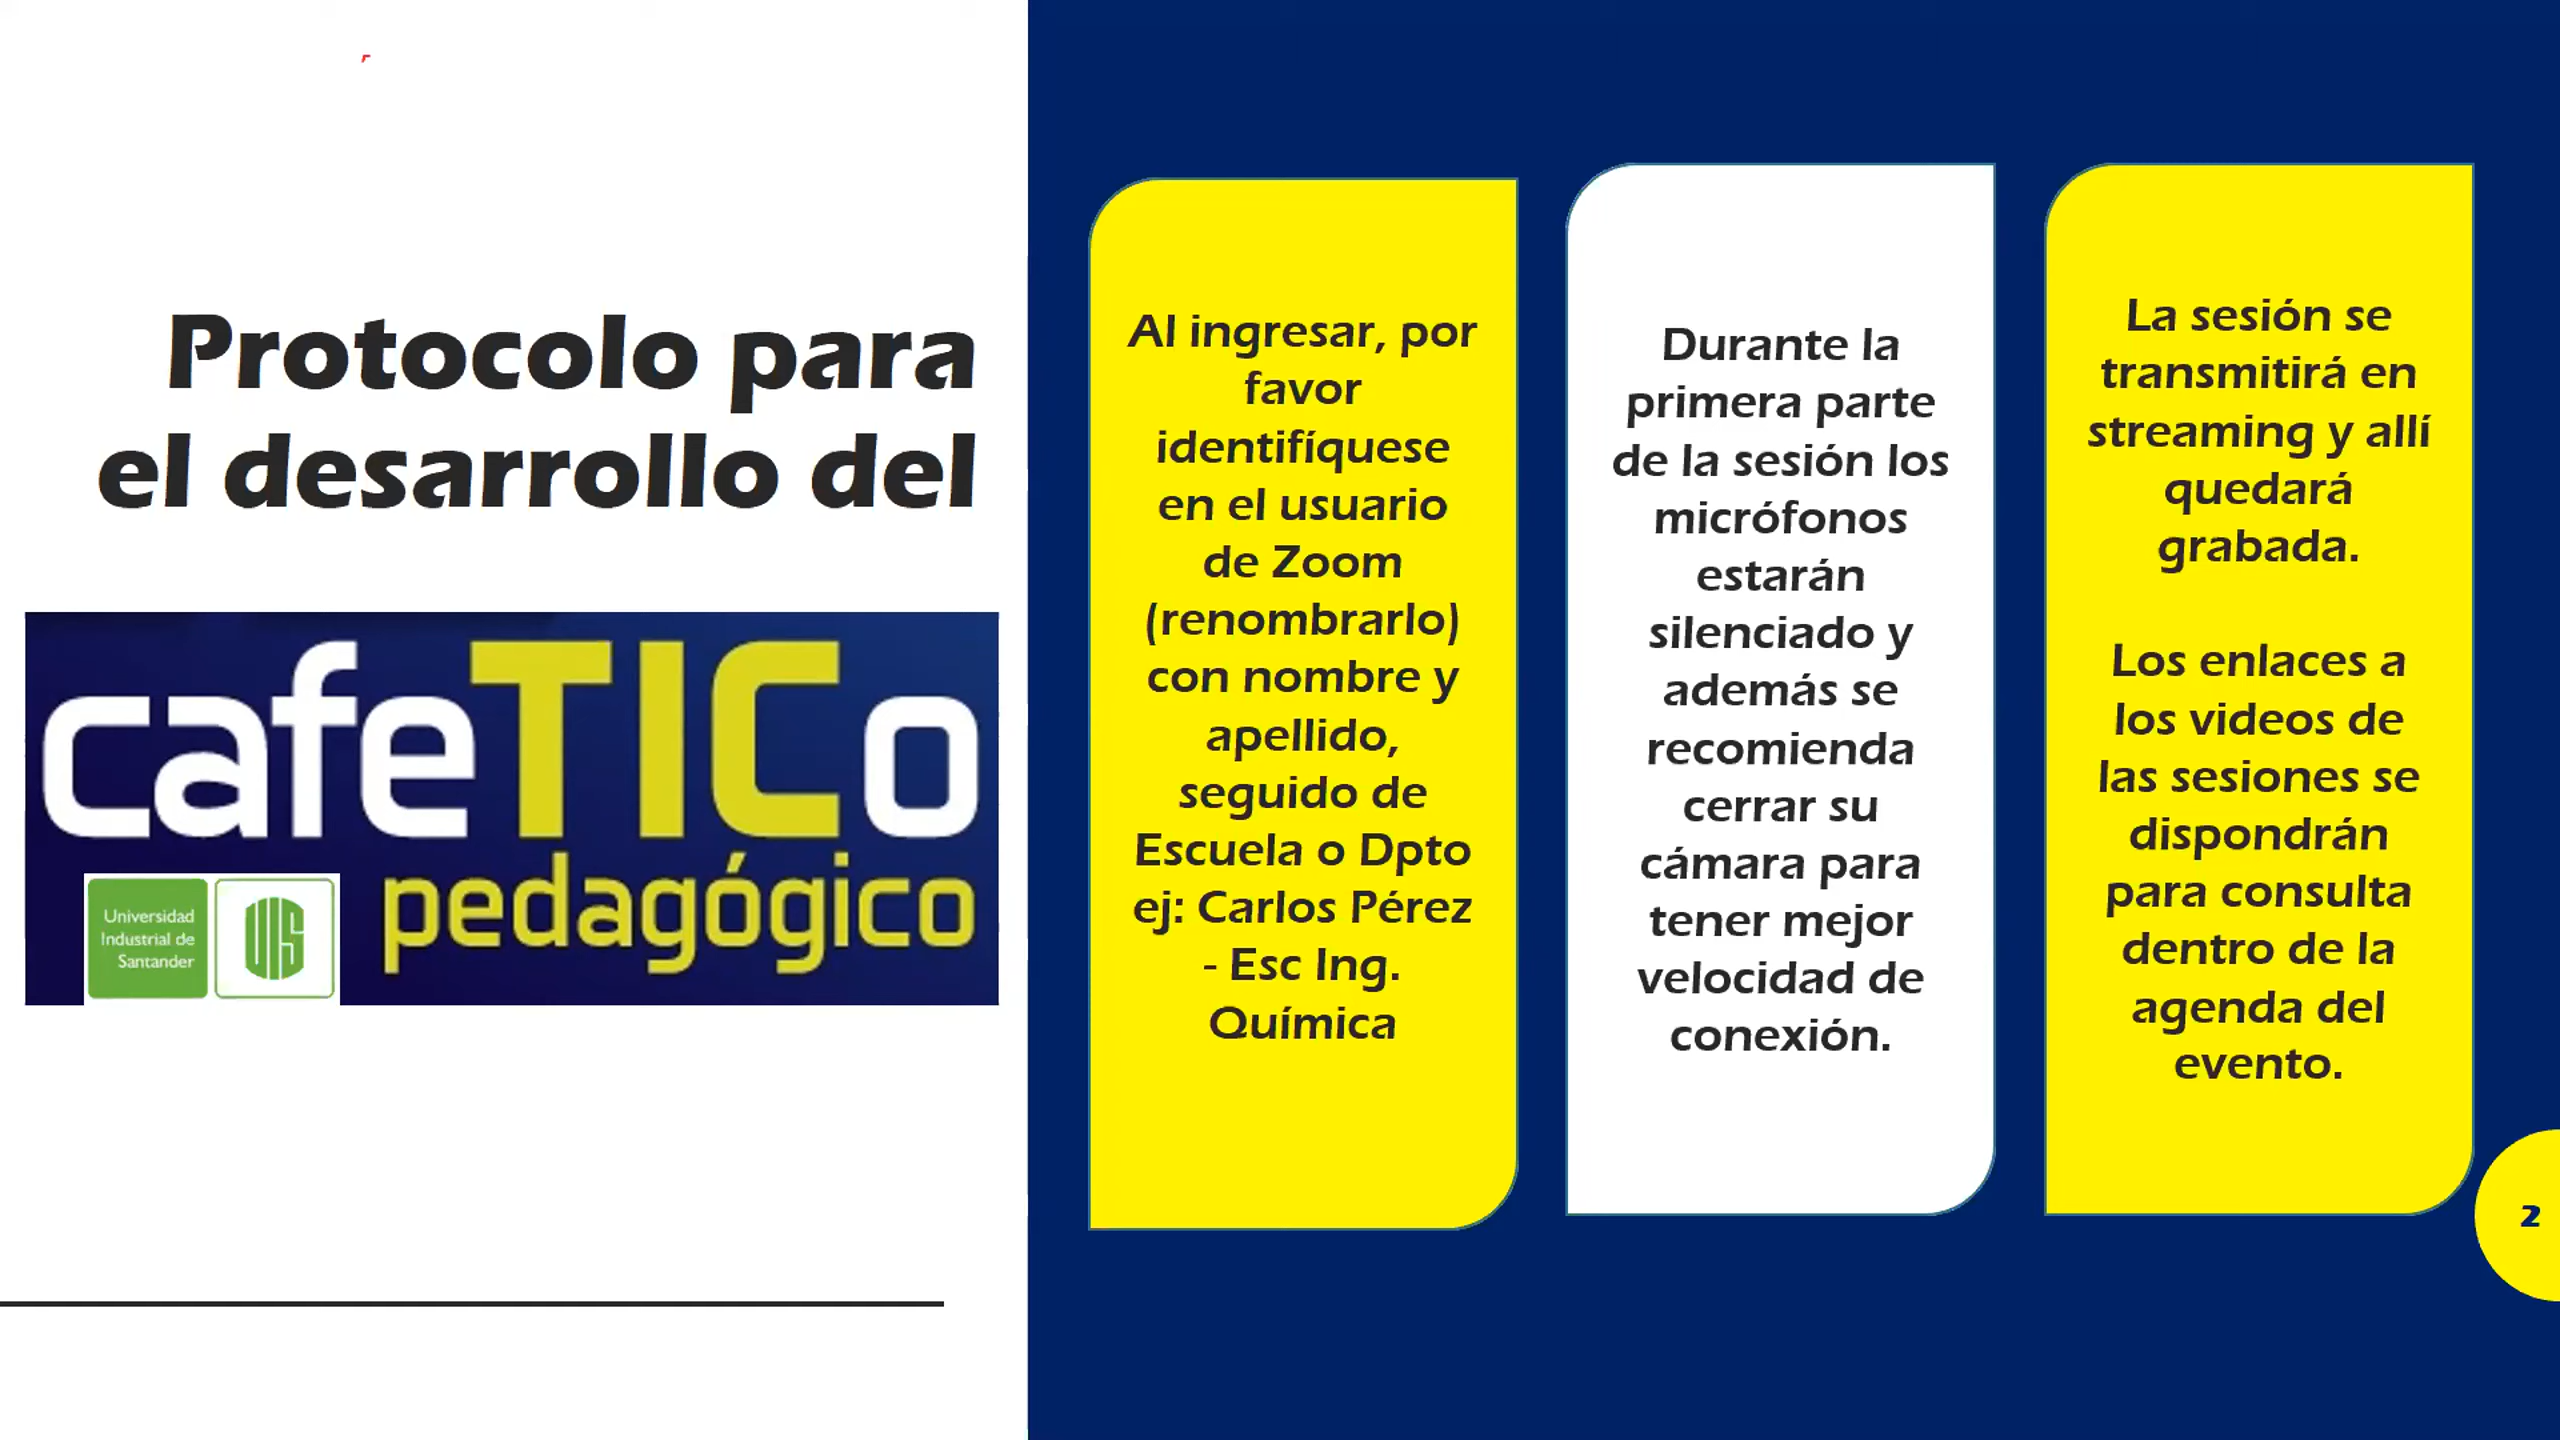 Protocolo para
el desarrollo del
cafeTICo
pedagógico
Universidad
Industrial de
Santander
UIS
Al ingresar, por
favor
identifíquese
en el usuario
de Zoom
(renombrarlo)
con nombre y
apellido,
seguido de
Escuela o Dpto
ej: Carlos Pérez
- Esc Ing.
Química
Durante la
primera parte
de la sesión los
micrófonos
estarán
silenciado y
además se
recomienda
cerrar su
cámara para
tener mejor
velocidad de
conexión.
La sesión se
transmitirá en
streaming y allí
quedará
grabada.
Los enlaces a
los videos de
las sesiones se
dispondrán
para consulta
dentro de la
agenda del
evento.
2